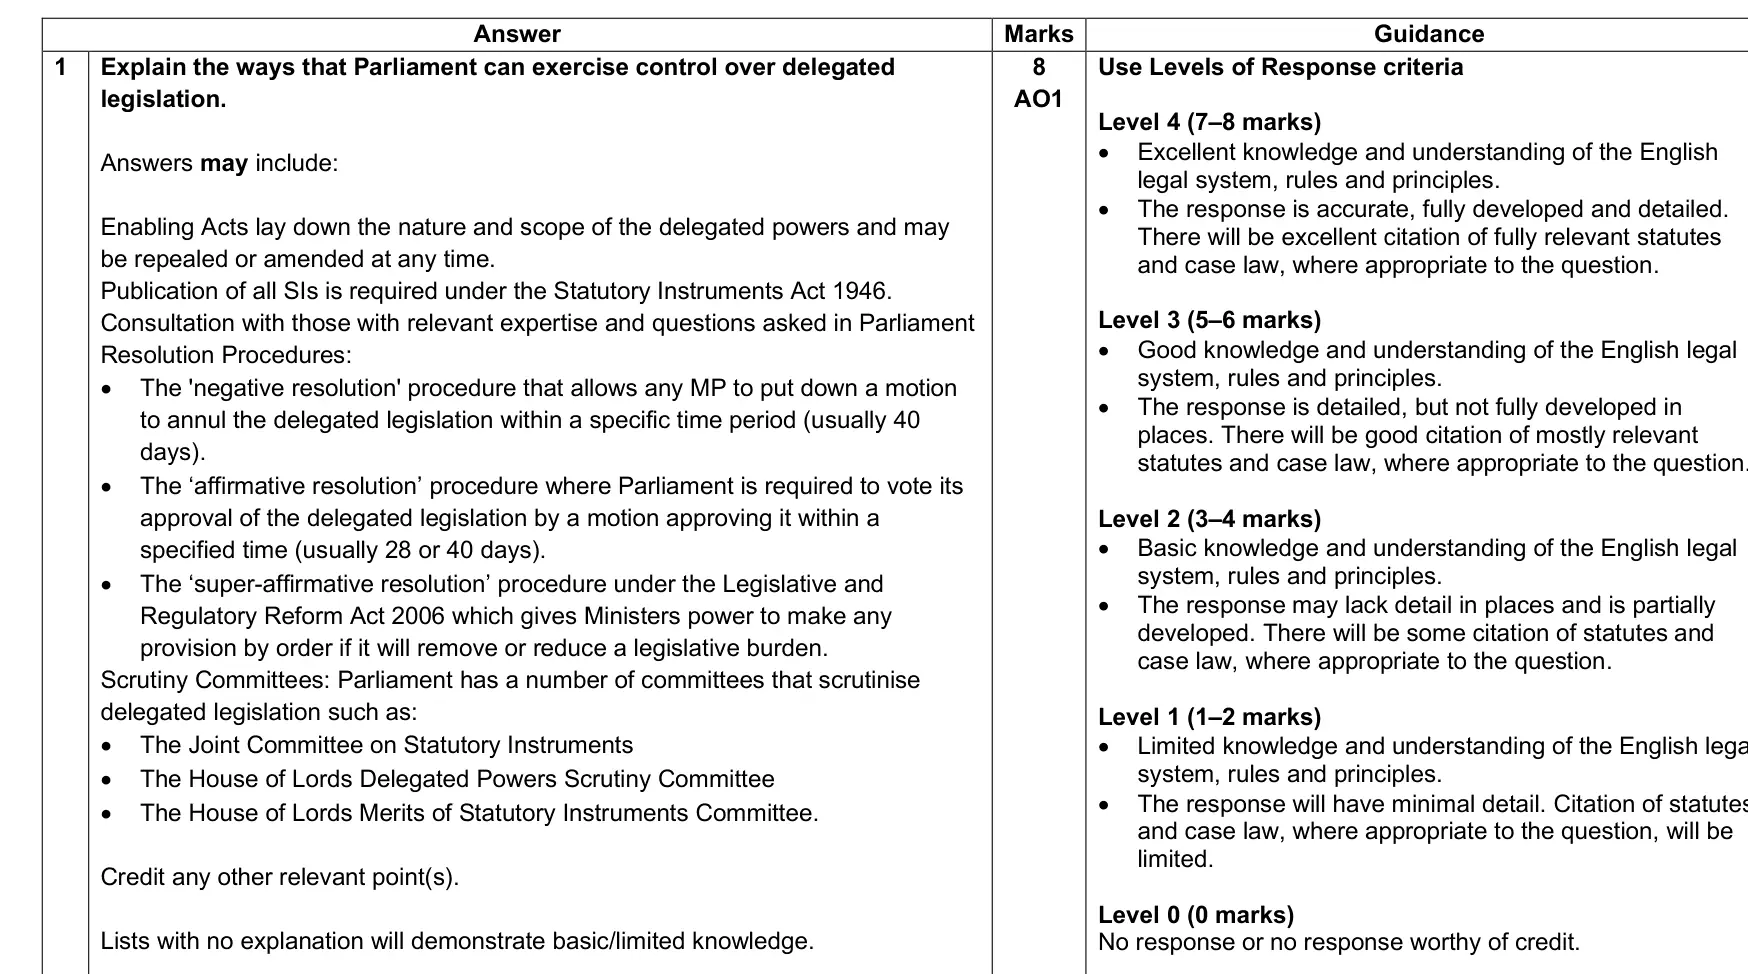 Answer
Marks
Guidance
1
Explain the ways that Parliament can exercise control over delegated
legislation.
Answers may include:
Enabling Acts lay down the nature and scope of the delegated powers and may
be repealed or amended at any time.
Publication of all SIs is required under the Statutory Instruments Act 1946.
Consultation with those with relevant expertise and questions asked in Parliament
Resolution Procedures:
• The 'negative resolution' procedure that allows any MP to put down a motion
to annul the delegated legislation within a specific time period (usually 40
days).
• The ‘affirmative resolution’ procedure where Parliament is required to vote its
approval of the delegated legislation by a motion approving it within a
specified time (usually 28 or 40 days).
• The ‘super-affirmative resolution’ procedure under the Legislative and
Regulatory Reform Act 2006 which gives Ministers power to make any
provision by order if it will remove or reduce a legislative burden.
Scrutiny Committees: Parliament has a number of committees that scrutinise
delegated legislation such as:
• The Joint Committee on Statutory Instruments
• The House of Lords Delegated Powers Scrutiny Committee
• The House of Lords Merits of Statutory Instruments Committee.
Credit any other relevant point(s).
Lists with no explanation will demonstrate basic/limited knowledge.
8
AO1
Use Levels of Response criteria
Level 4 (7–8 marks)
• Excellent knowledge and understanding of the English
legal system, rules and principles.
• The response is accurate, fully developed and detailed.
There will be excellent citation of fully relevant statutes
and case law, where appropriate to the question.
Level 3 (5–6 marks)
• Good knowledge and understanding of the English legal
system, rules and principles.
• The response is detailed, but not fully developed in
places. There will be good citation of mostly relevant
statutes and case law, where appropriate to the question.
Level 2 (3–4 marks)
• Basic knowledge and understanding of the English legal
system, rules and principles.
• The response may lack detail in places and is partially
developed. There will be some citation of statutes and
case law, where appropriate to the question.
Level 1 (1–2 marks)
• Limited knowledge and understanding of the English lega
system, rules and principles.
• The response will have minimal detail. Citation of statutes
and case law, where appropriate to the question, will be
limited.
Level 0 (0 marks)
No response or no response worthy of credit.